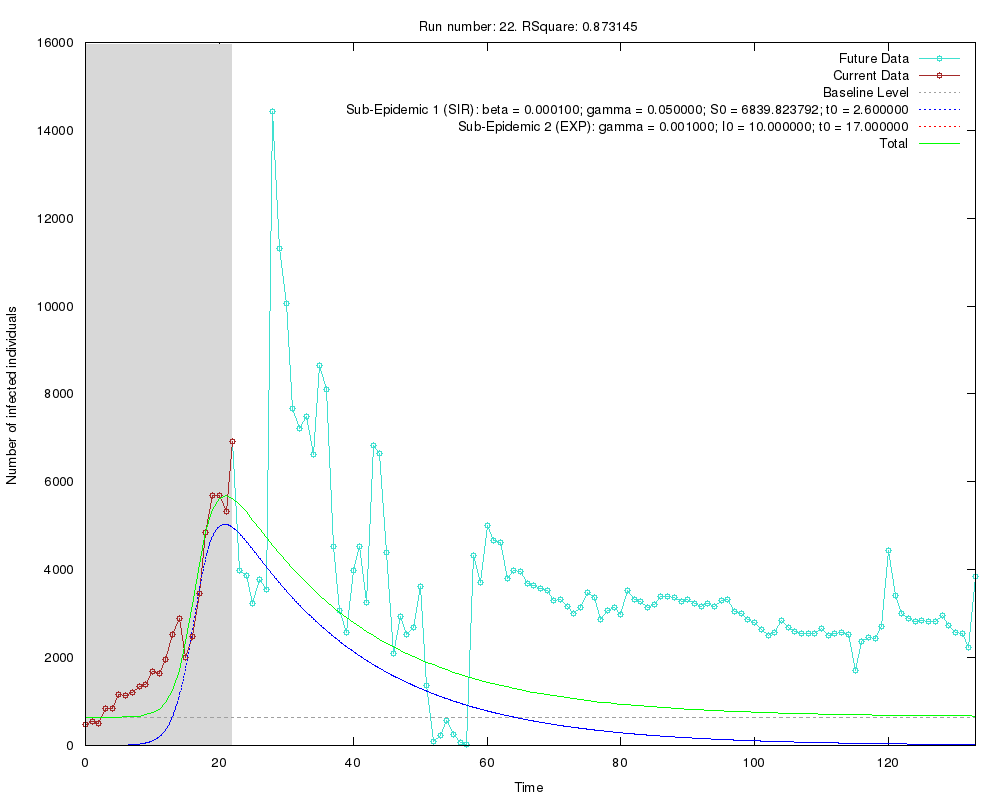 Run number: 22. RSquare: 0.873145
16000
14000
12000
10000
8000
6000
4000
2000
0
Number of infected individuals
Future Data
Current Data
Baseline Level
Sub-Epidemic 1 (SIR): beta = 0.000100; gamma = 0.050000; S0 = 6839.823792; t0 = 2.600000
Sub-Epidemic 2 (EXP): gamma = 0.001000; I0 = 10.000000; t0 = 17.000000
Total
0 20 40 60 80 100 120
Time